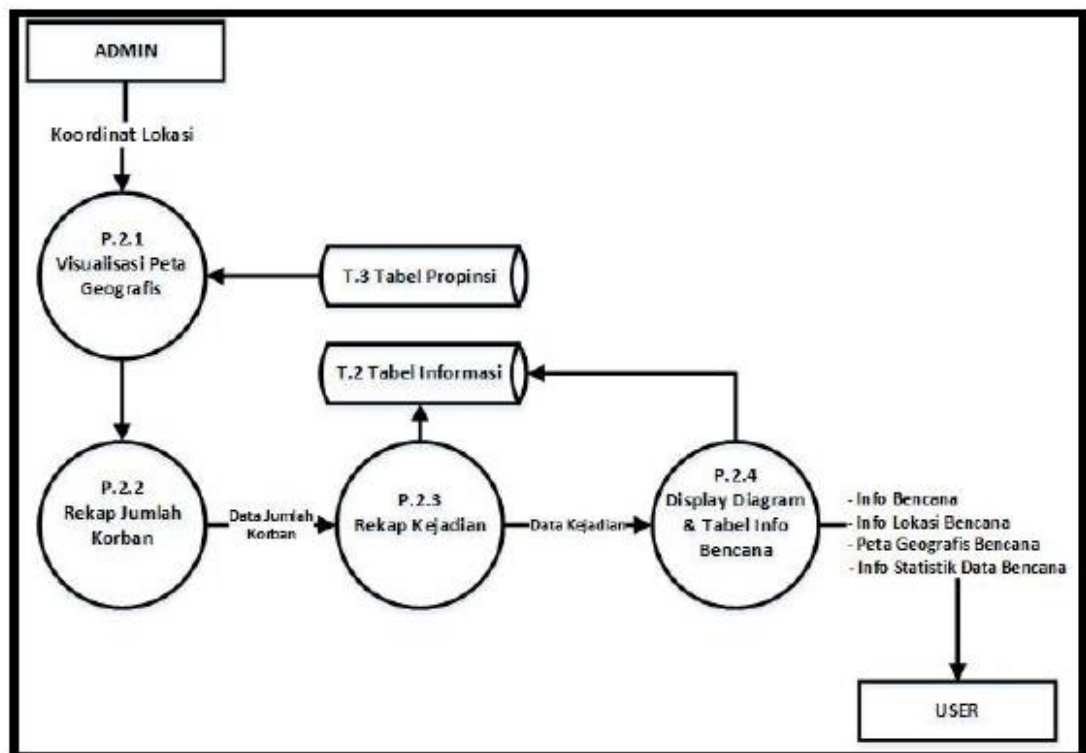 ADMIN
Koordinat Lokasi
P.2.1
Visualisasi Peta
Geografis
T.3 Tabel Propinsi
T.2 Tabel Informasi
P.2.2
Rekap Jumlah
Korban
Data Jumlah
Korban
P.2.3
Rekap Kejadian
Data Kejadian
P.2.4
Display Diagram
& Tabel Info
Bencana
- Info Bencana
- Info Lokasi Bencana
- Peta Geografis Bencana
- Info Statistik Data Bencana
USER